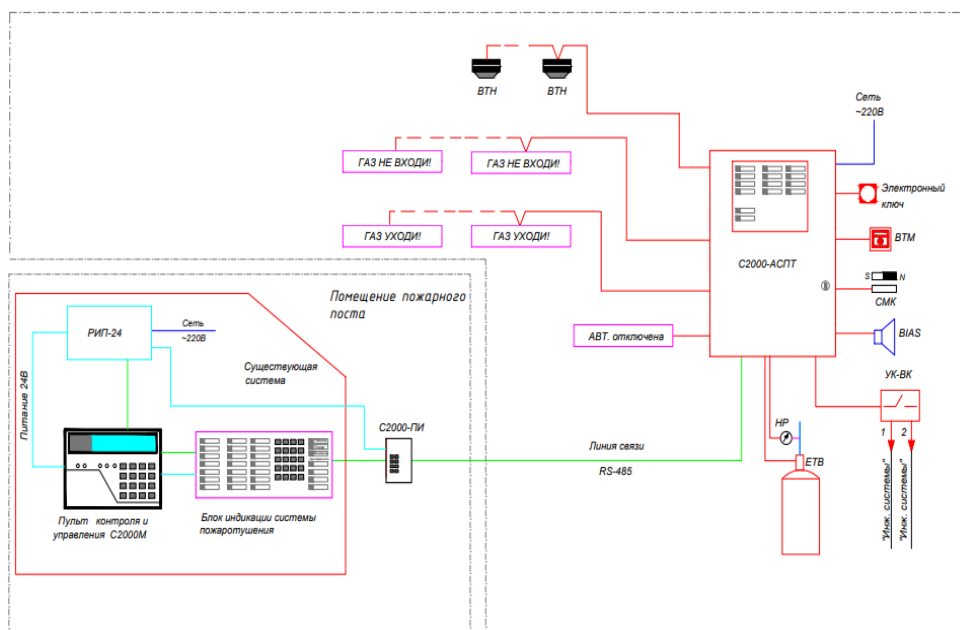 ВТН
ВТН
Сеть
~220В
ГАЗ НЕ ВХОДИ!
ГАЗ НЕ ВХОДИ!
Электронный
ключ
ГАЗ УХОДИ!
ГАЗ УХОДИ!
ВТМ
С2000-АСПТ
S
N
СМК
Помещение пожарного
поста
РИП-24
Сеть
~220В
АВТ. отключена
BIAS
Существующая
система
УК-ВК
Питание 24В
С2000-ПИ
НР
1
2
Линия связи
RS-485
ЕТВ
"Инж. системы"
"Инж. системы"
Пульт контроля и
управления С2000М
Блок индикации системы
пожаротушения